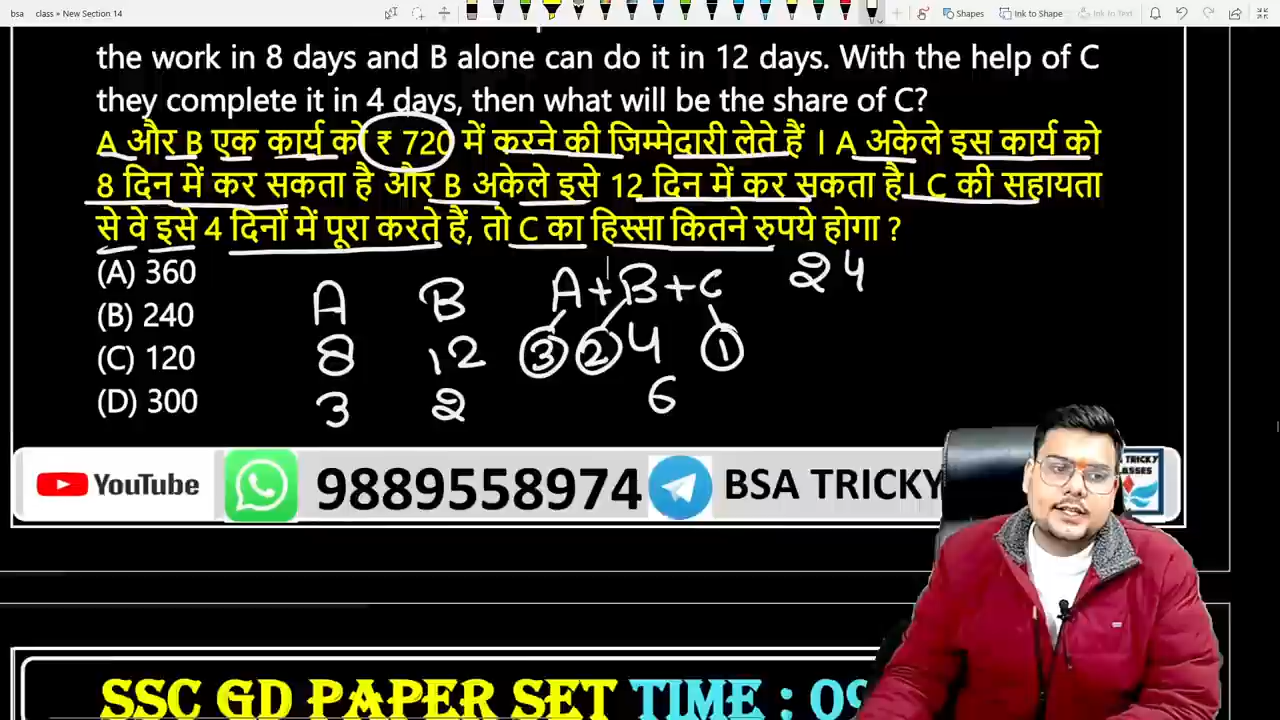 bsa class » New Section 14
Shapes Ink to Shape Ink to Text
the work in 8 days and B alone can do it in 12 days. With the help of C
they complete it in 4 days, then what will be the share of C?
A और B एक कार्य को ₹ 720 में करने की जिम्मेदारी लेते हैं । A अकेले इस कार्य को
8 दिन में कर सकता है और B अकेले इसे 12 दिन में कर सकता है। C की सहायता
से वे इसे 4 दिनों में पूरा करते हैं, तो C का हिस्सा कितने रुपये होगा ?
(A) 360
(B) 240
(C) 120
(D) 300
A B A+B+C 24
8 12 3 2 4 1
3 2 6
YouTube 9889558974 BSA TRICKY
SSC GD PAPER SET TIME : 09